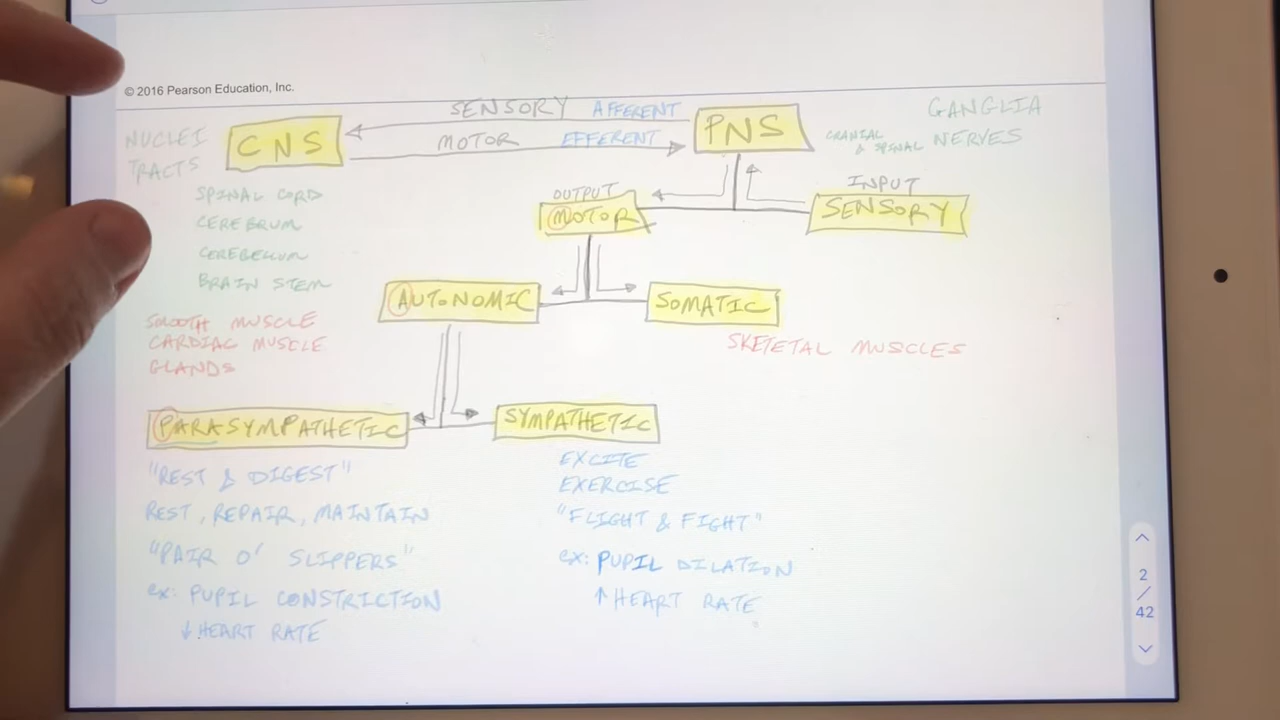 © 2016 Pearson Education, Inc.
SENSORY AFFERENT
MOTOR EFFERENT
CNS
PNS
GANGLIA
CRANIAL & SPINAL NERVES
NUCLEI
TRACTS
SPINAL CORD
CEREBRUM
CEREBELLUM
BRAIN STEM
OUTPUT
MOTOR
INPUT
SENSORY
AUTONOMIC
SOMATIC
SMOOTH MUSCLE
CARDIAC MUSCLE
GLANDS
SKETETAL MUSCLES
PARASYMPATHETIC
SYMPATHETIC
"REST & DIGEST"
REST, REPAIR, MAINTAIN
"PAIR O' SLIPPERS"
ex: PUPIL CONSTRICTION
↓ HEART RATE
EXCITE
EXERCISE
"FLIGHT & FIGHT"
ex: PUPIL DILATION
↑ HEART RATE
2
/
42